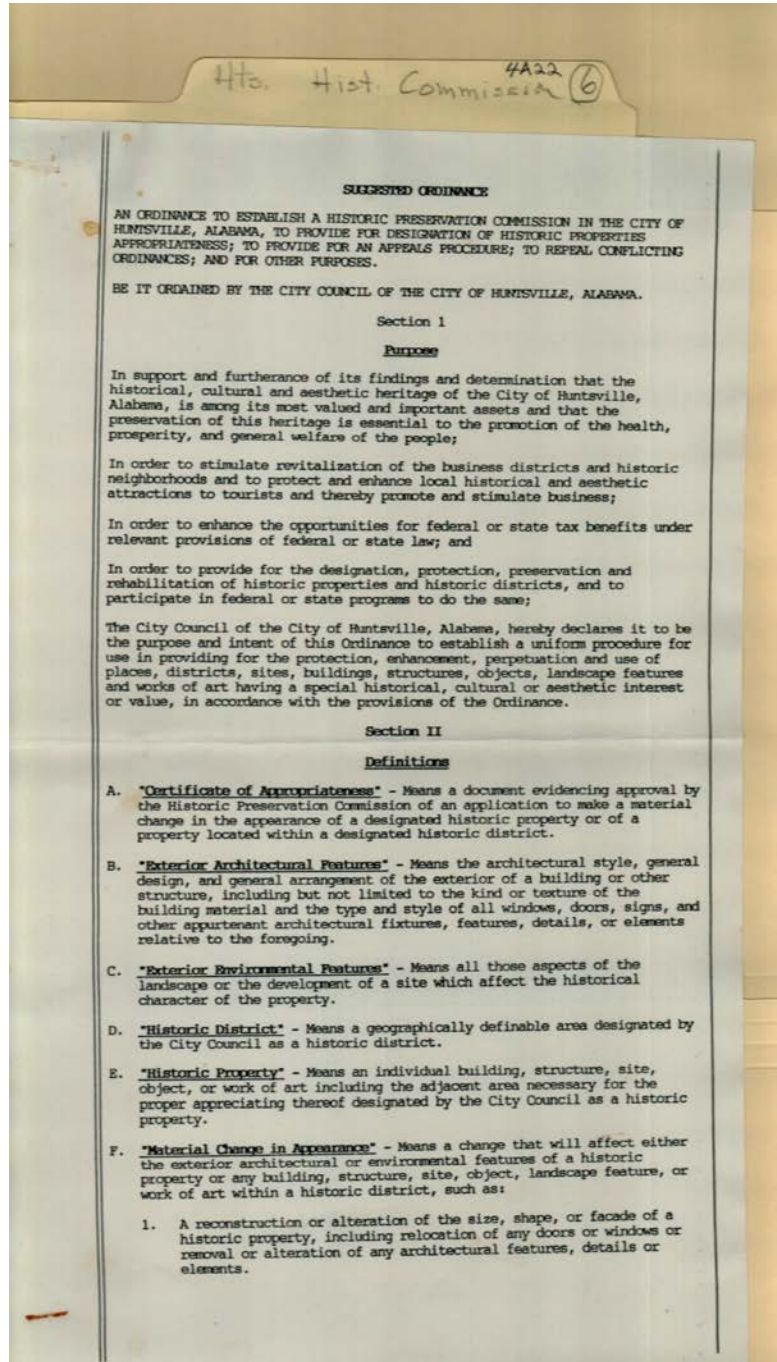 4A22
Hts. Hist. Commission 6
SUGGESTED ORDINANCE
AN ORDINANCE TO ESTABLISH A HISTORIC PRESERVATION COMMISSION IN THE CITY OF
HUNTSVILLE, ALABAMA, TO PROVIDE FOR DESIGNATION OF HISTORIC PROPERTIES
APPROPRIATENESS; TO PROVIDE FOR AN APPEALS PROCEDURE; TO REPEAL CONFLICTING
ORDINANCES; AND FOR OTHER PURPOSES.
BE IT ORDAINED BY THE CITY COUNCIL OF THE CITY OF HUNTSVILLE, ALABAMA.
Section 1
Purpose
In support and furtherance of its findings and determination that the
historical, cultural and aesthetic heritage of the City of Huntsville,
Alabama, is among its most valued and important assets and that the
preservation of this heritage is essential to the promotion of the health,
prosperity, and general welfare of the people;
In order to stimulate revitalization of the business districts and historic
neighborhoods and to protect and enhance local historical and aesthetic
attractions to tourists and thereby promote and stimulate business;
In order to enhance the opportunities for federal or state tax benefits under
relevant provisions of federal or state law; and
In order to provide for the designation, protection, preservation and
rehabilitation of historic properties and historic districts, and to
participate in federal or state programs to do the same;
The City Council of the City of Huntsville, Alabama, hereby declares it to be
the purpose and intent of this Ordinance to establish a uniform procedure for
use in providing for the protection, enhancement, perpetuation and use of
places, districts, sites, buildings, structures, objects, landscape features
and works of art having a special historical, cultural or aesthetic interest
or value, in accordance with the provisions of the Ordinance.
Section II
Definitions
A. "Certificate of Appropriateness" - Means a document evidencing approval by
the Historic Preservation Commission of an application to make a material
change in the appearance of a designated historic property or of a
property located within a designated historic district.
B. "Exterior Architectural Features" - Means the architectural style, general
design, and general arrangement of the exterior of a building or other
structure, including but not limited to the kind or texture of the
building material and the type and style of all windows, doors, signs, and
other appurtenant architectural fixtures, features, details, or elements
relative to the foregoing.
C. "Exterior Environmental Features" - Means all those aspects of the
landscape or the development of a site which affect the historical
character of the property.
D. "Historic District" - Means a geographically definable area designated by
the City Council as a historic district.
E. "Historic Property" - Means an individual building, structure, site,
object, or work of art including the adjacent area necessary for the
proper appreciating thereof designated by the City Council as a historic
property.
F. "Material Change in Appearance" - Means a change that will affect either
the exterior architectural or environmental features of a historic
property or any building, structure, site, object, landscape feature, or
work of art within a historic district, such as:
1. A reconstruction or alteration of the size, shape, or facade of a
historic property, including relocation of any doors or windows or
removal or alteration of any architectural features, details or
elements.